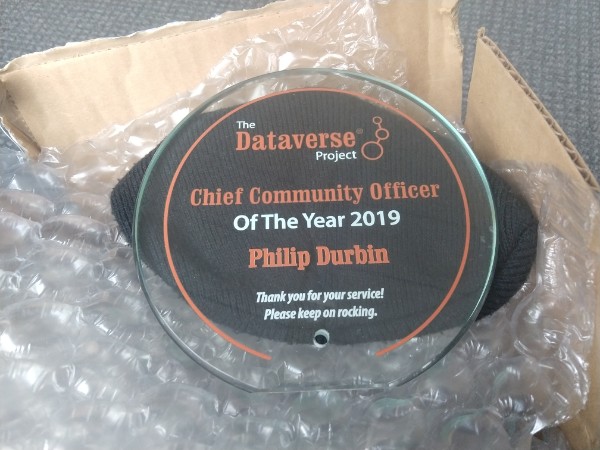 The
Dataverse®
Project
Chief Community Officer
Of The Year 2019
Philip Durbin
Thank you for your service!
Please keep on rocking.